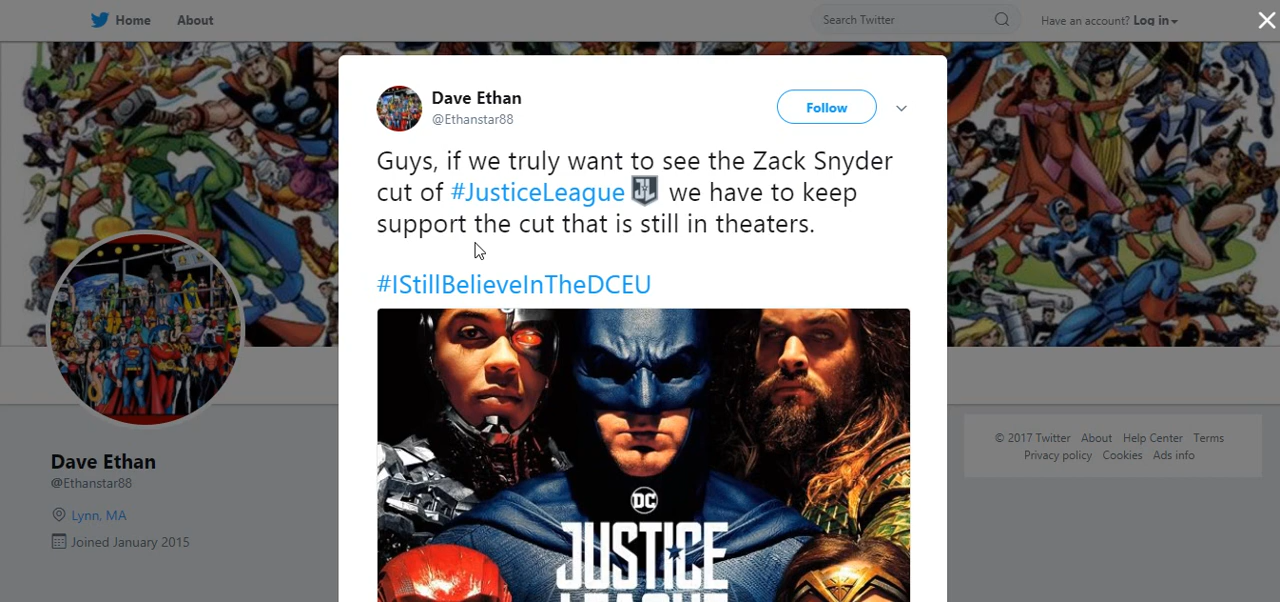 Home About Search Twitter Have an account? Log in
Dave Ethan
@Ethanstar88
Follow
Guys, if we truly want to see the Zack Snyder
cut of #JusticeLeague JL we have to keep
support the cut that is still in theaters.
#IStillBelieveInTheDCEU
DC
JUSTICE
LEAGUE
Dave Ethan
@Ethanstar88
Lynn, MA
Joined January 2015
© 2017 Twitter About Help Center Terms
Privacy policy Cookies Ads info